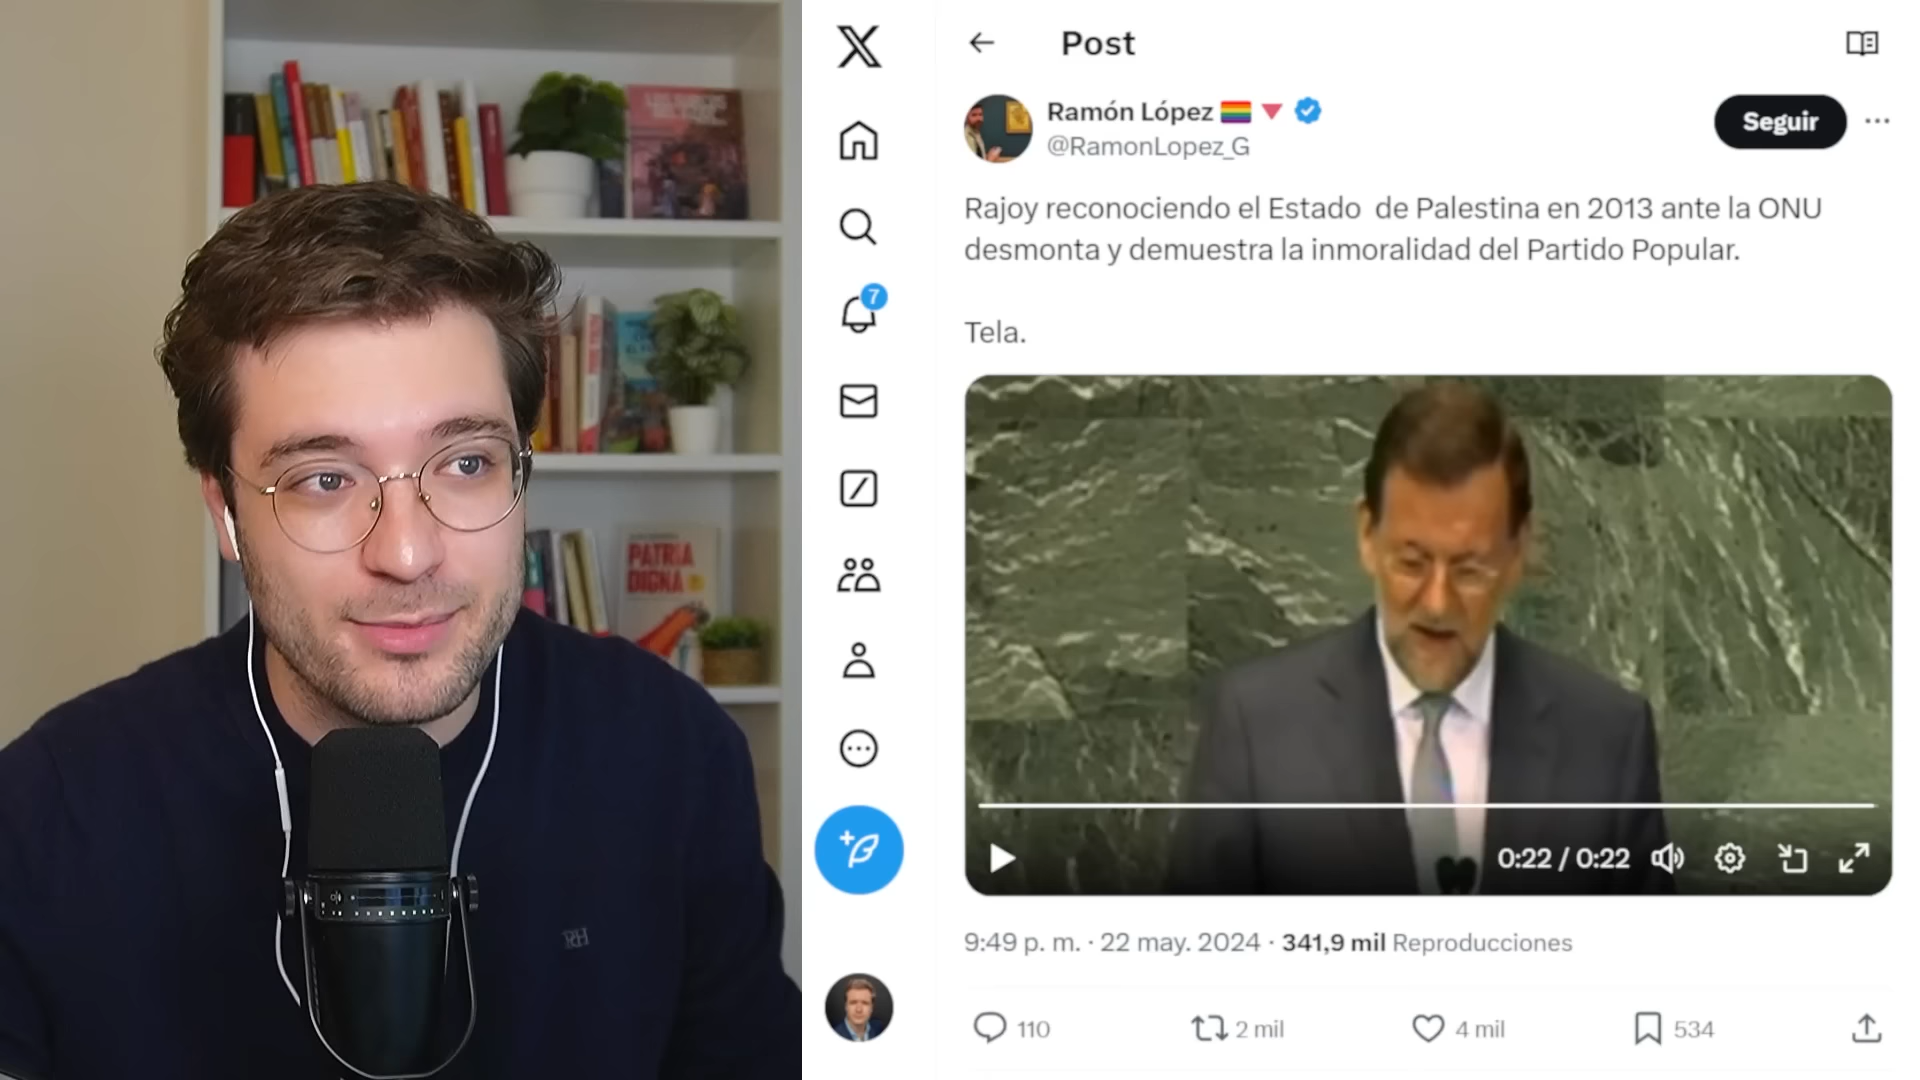 PATRIA
DIGNA
Post
Ramón López
@RamonLopez_G
Seguir
Rajoy reconociendo el Estado de Palestina en 2013 ante la ONU
desmonta y demuestra la inmoralidad del Partido Popular.
Tela.
7
0:22 / 0:22
9:49 p. m. · 22 may. 2024 · 341,9 mil Reproducciones
110
2 mil
4 mil
534